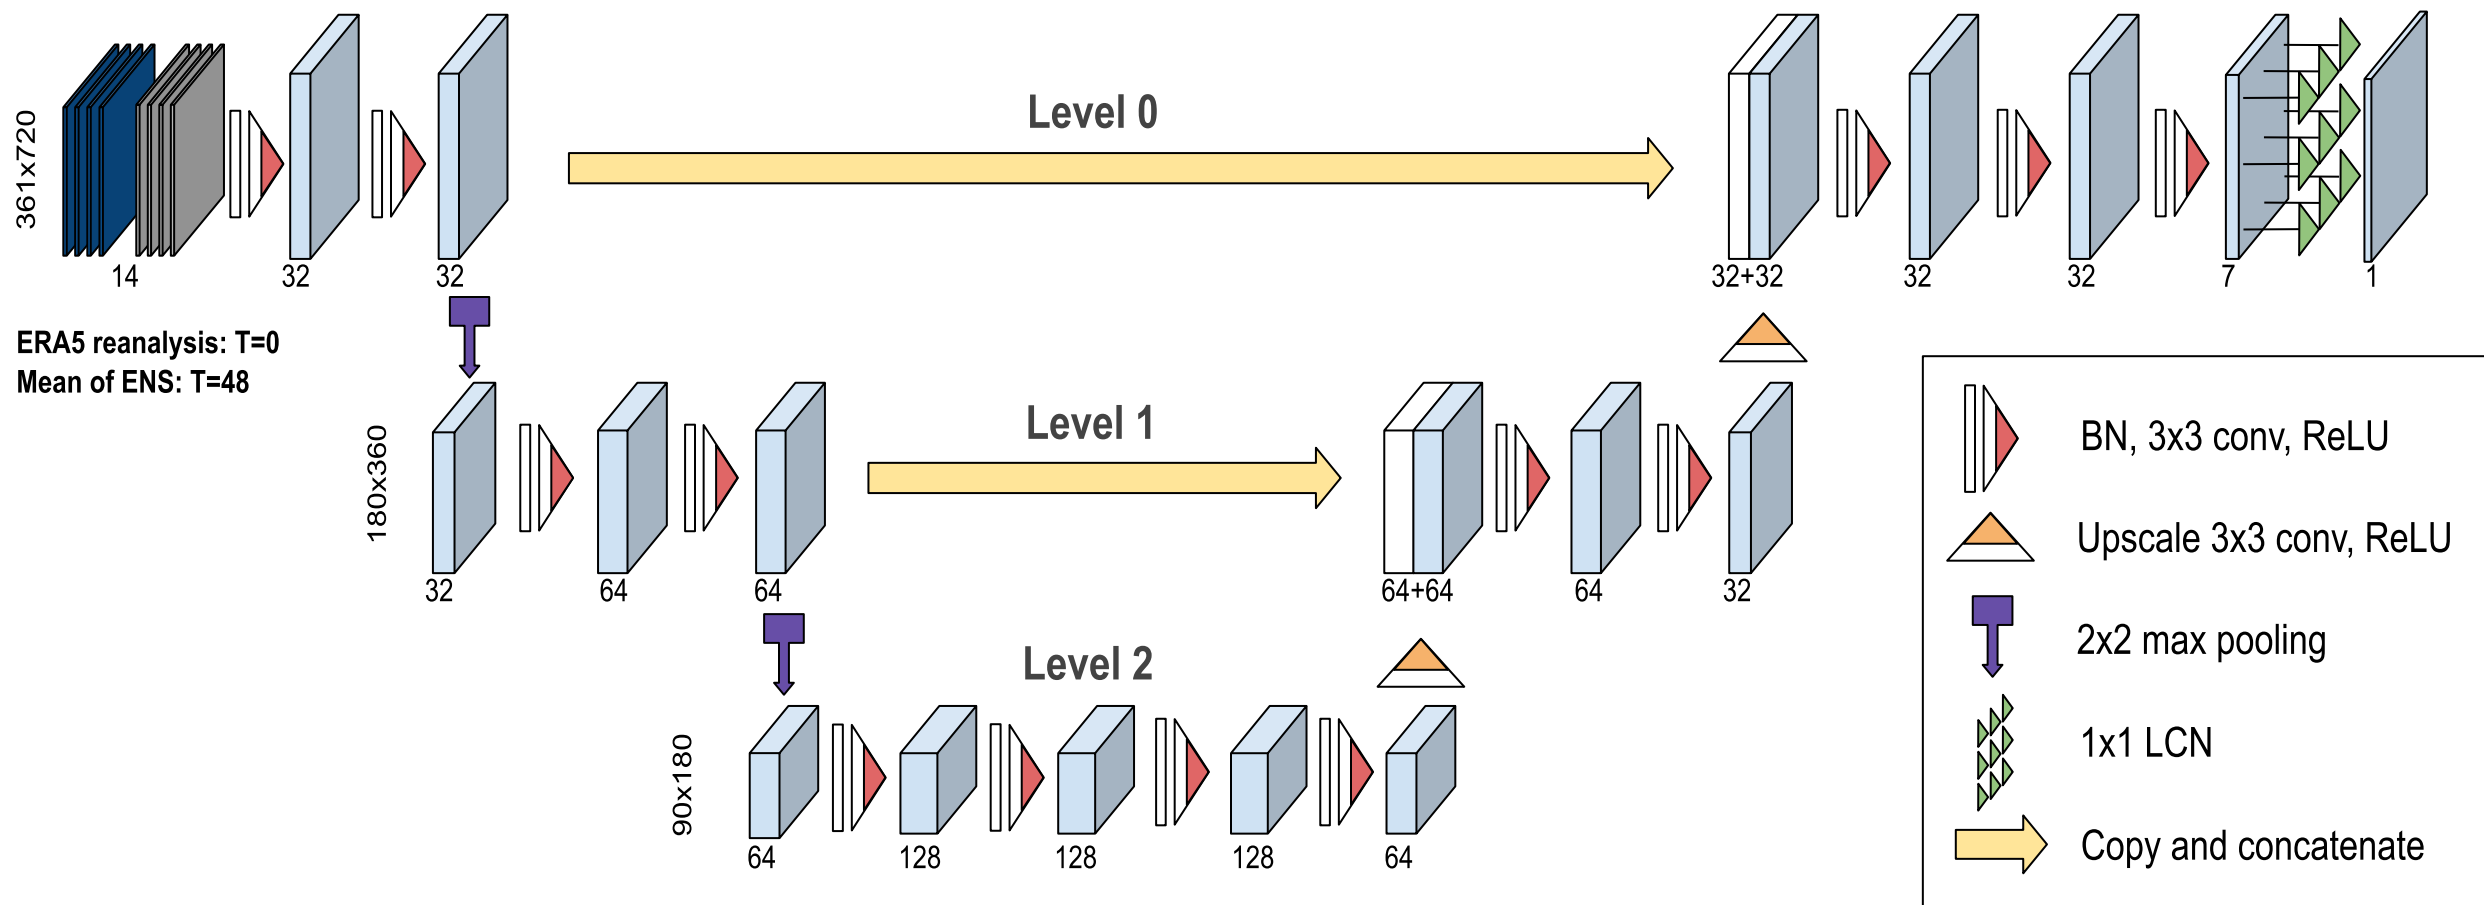 Level 0
361x720
14
32
32
32+32
32
32
7
1
ERA5 reanalysis: T=0
Mean of ENS: T=48
Level 1
180x360
32
64
64
64+64
64
32
Level 2
90x180
64
128
128
128
64
BN, 3x3 conv, ReLU
Upscale 3x3 conv, ReLU
2x2 max pooling
1x1 LCN
Copy and concatenate